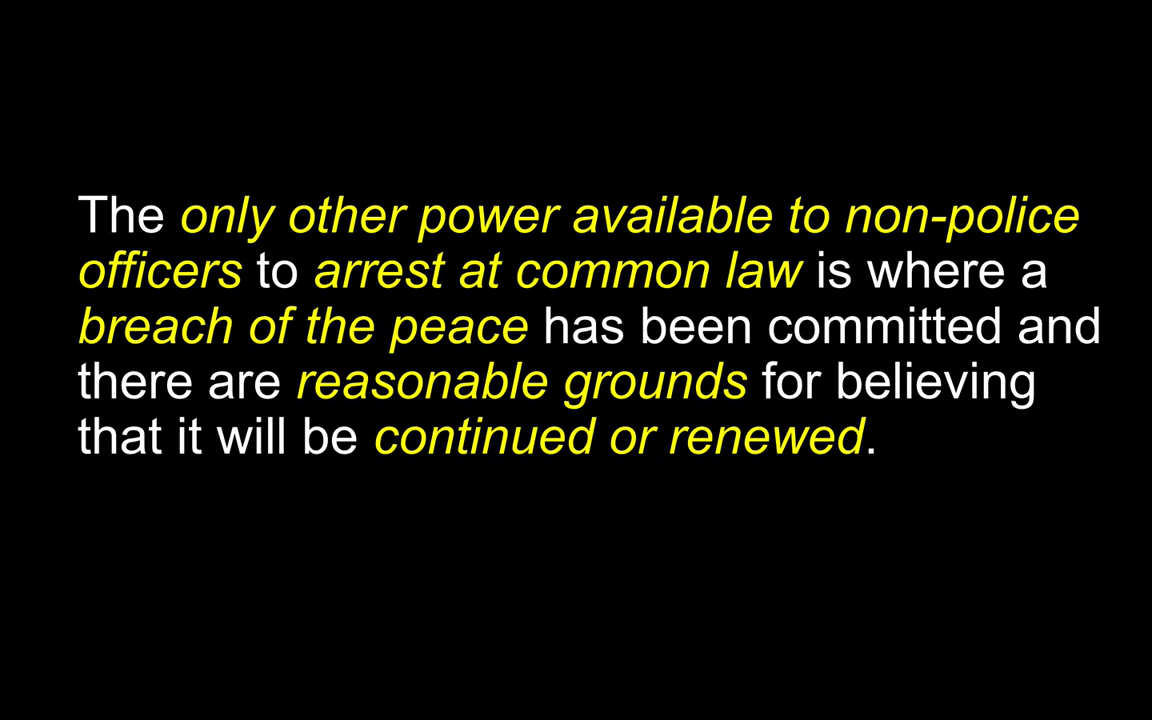 The only other power available to non-police
officers to arrest at common law is where a
breach of the peace has been committed and
there are reasonable grounds for believing
that it will be continued or renewed.